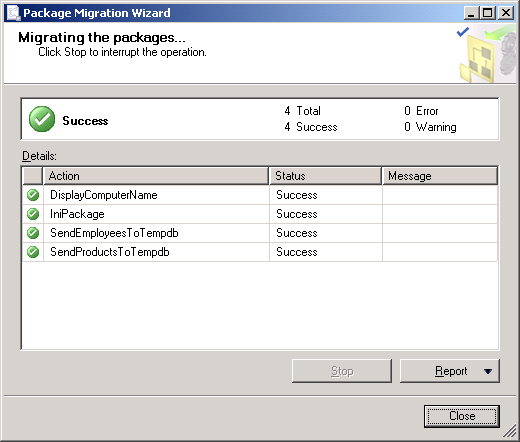 Package Migration Wizard
Migrating the packages...
Click Stop to interrupt the operation.
Success
4 Total 0 Error
4 Success 0 Warning
Details:
Action Status Message
DisplayComputerName Success
IniPackage Success
SendEmployeesToTempdb Success
SendProductsToTempdb Success
Stop Report
Close